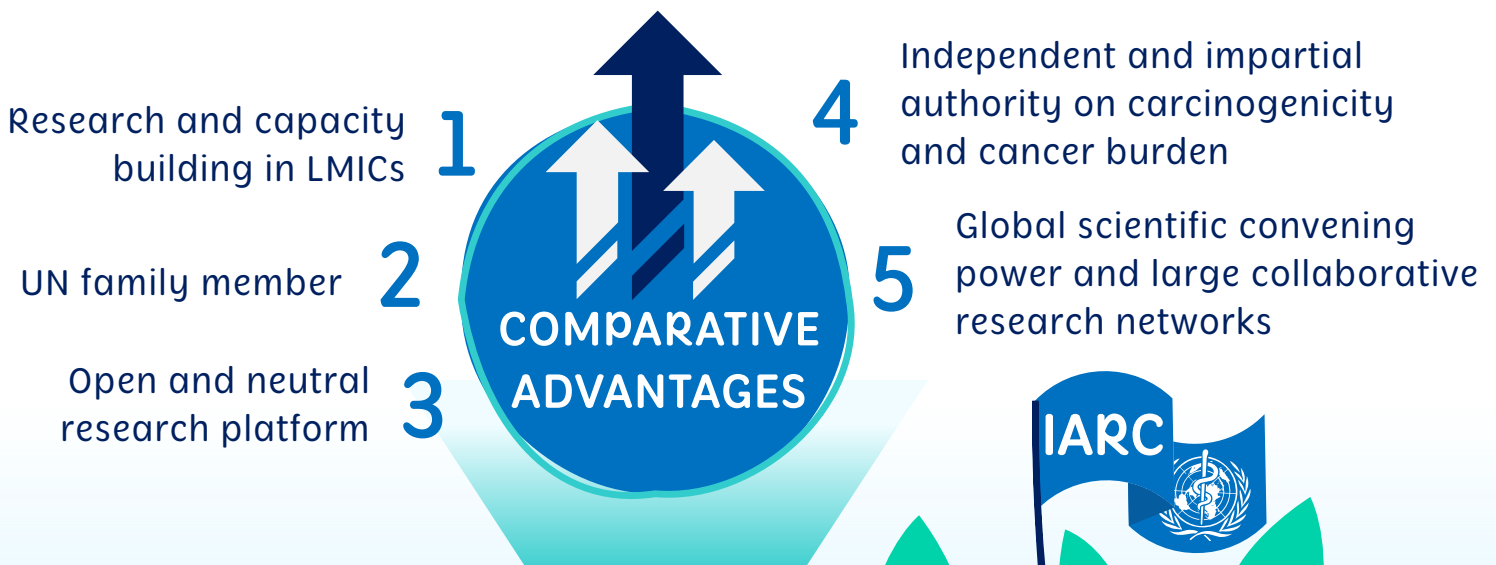 Research and capacity
building in LMICs
1
UN family member
2
Open and neutral
research platform
3
COMPARATIVE
ADVANTAGES
4
Independent and impartial
authority on carcinogenicity
and cancer burden
5
Global scientific convening
power and large collaborative
research networks
IARC